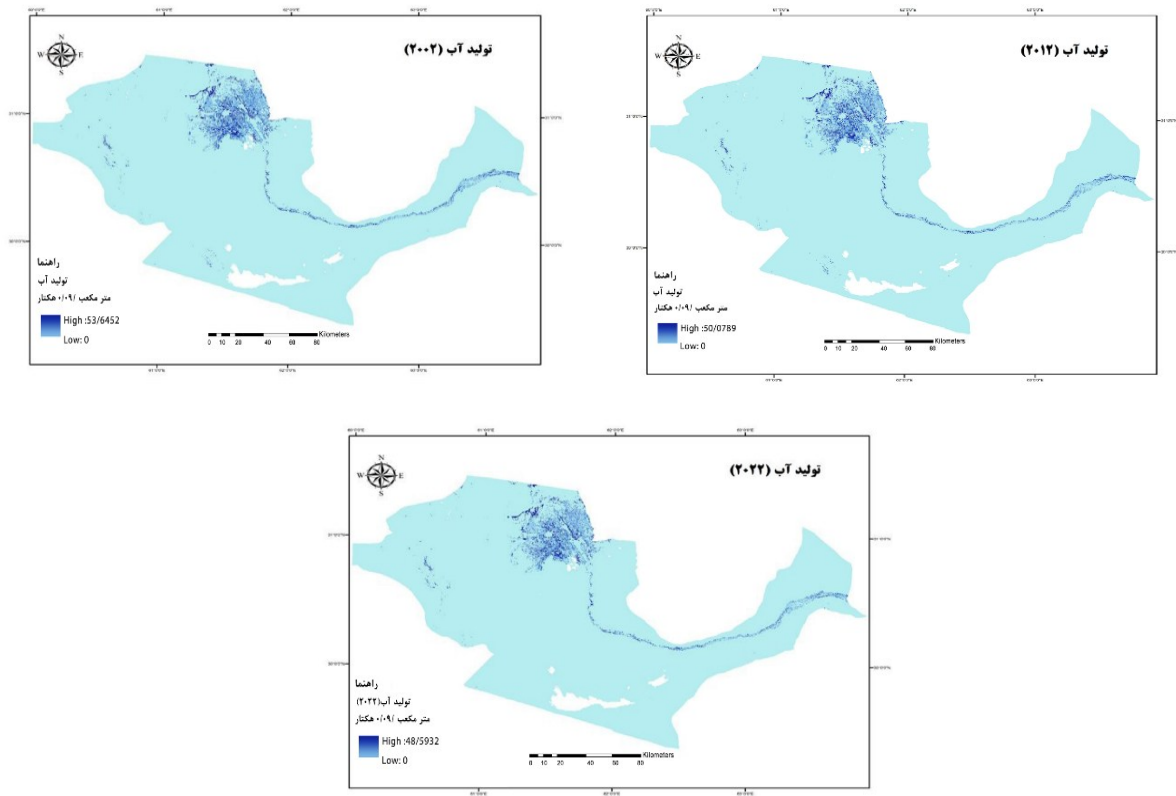 تولید آب (۲۰۰۲)
N
W E
S
راهنما
تولید آب
متر مکعب /۰/۰۹ هکتار
High :53/6452
Low: 0
Kilometers
0 10 20 40 60 80
تولید آب (۲۰۱۲)
N
W E
S
راهنما
تولید آب
متر مکعب /۰/۰۹ هکتار
High :50/0789
Low: 0
Kilometers
0 10 20 40 60 80
تولید آب (۲۰۲۲)
N
W E
S
راهنما
تولید آب(۲۰۲۲)
متر مکعب /۰/۰۹ هکتار
High :48/5932
Low: 0
Kilometers
0 10 20 40 60 80